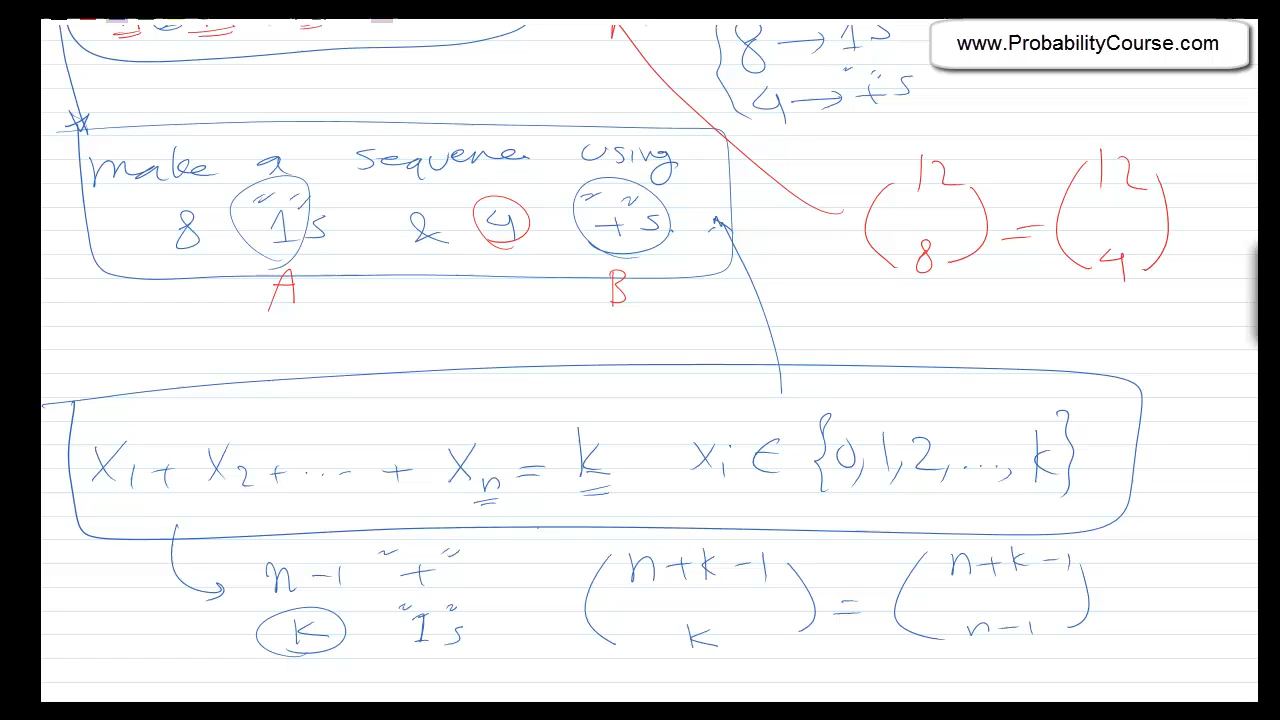 www.ProbabilityCourse.com
8 → 1s
4 → "+"s
make a sequence using
8 "1"s & 4 "+"s.
A B
(12 8) = (12 4)
x₁ + x₂ + ... + xₙ = k xᵢ ∈ {0, 1, 2, ..., k}
n-1 "+"
k "1"s
(n+k-1 k) = (n+k-1 n-1)